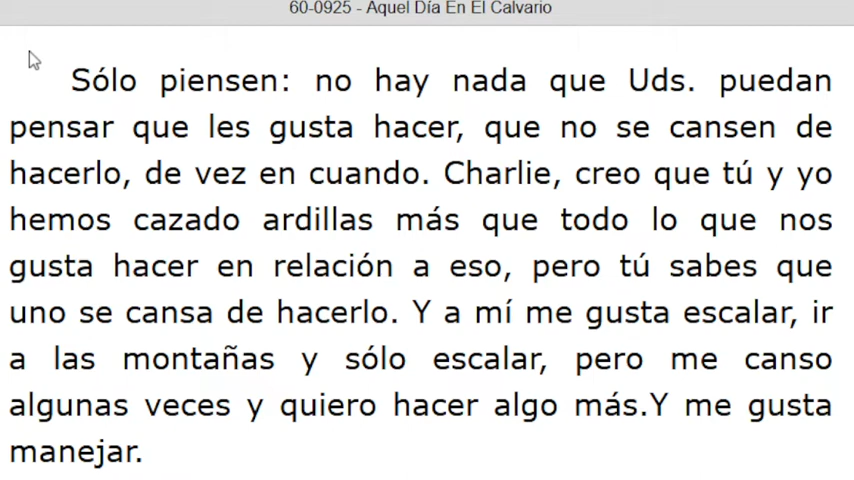 60-0925 - Aquel Día En El Calvario
Sólo piensen: no hay nada que Uds. puedan
pensar que les gusta hacer, que no se cansen de
hacerlo, de vez en cuando. Charlie, creo que tú y yo
hemos cazado ardillas más que todo lo que nos
gusta hacer en relación a eso, pero tú sabes que
uno se cansa de hacerlo. Y a mí me gusta escalar, ir
a las montañas y sólo escalar, pero me canso
algunas veces y quiero hacer algo más.Y me gusta
manejar.